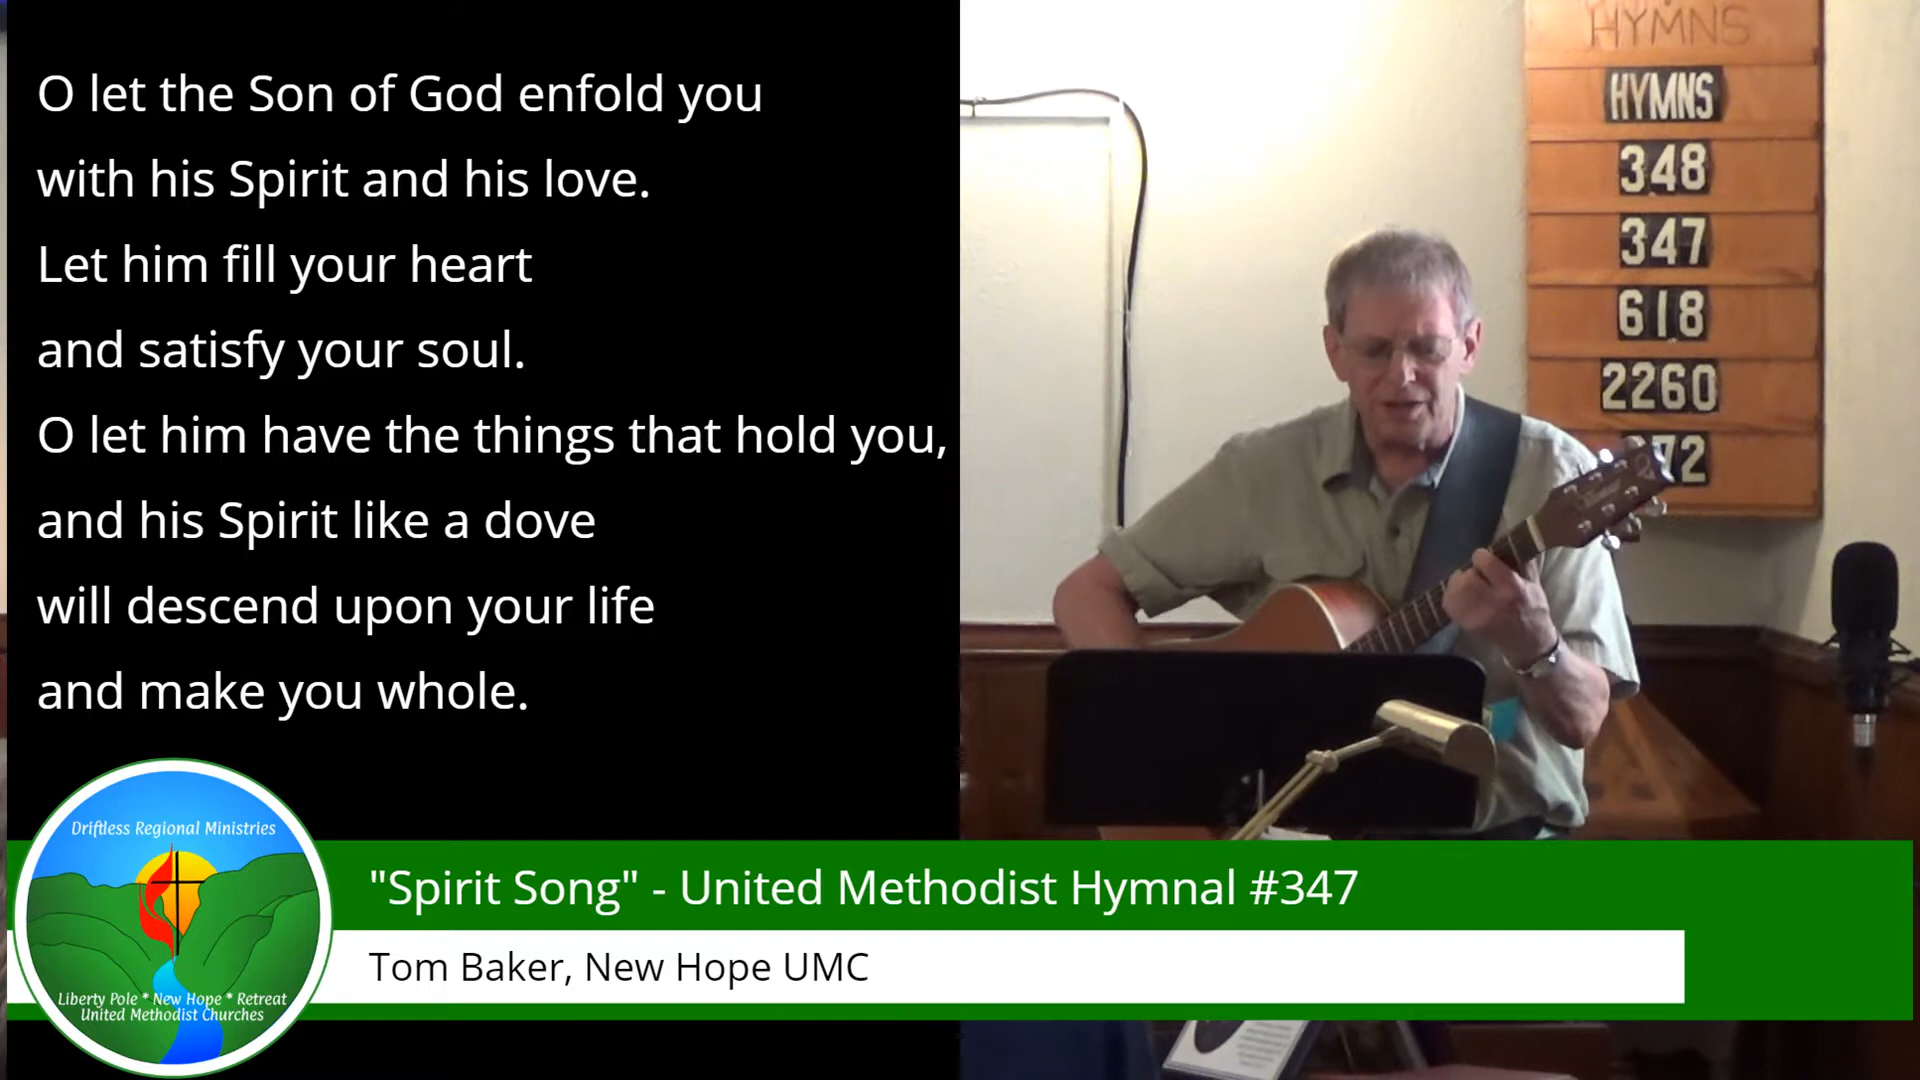 O let the Son of God enfold you
with his Spirit and his love.
Let him fill your heart
and satisfy your soul.
O let him have the things that hold you,
and his Spirit like a dove
will descend upon your life
and make you whole.
HYMNS
HYMNS
348
347
618
2260
72
Driftless Regional Ministries
Liberty Pole * New Hope * Retreat
United Methodist Churches
"Spirit Song" - United Methodist Hymnal #347
Tom Baker, New Hope UMC